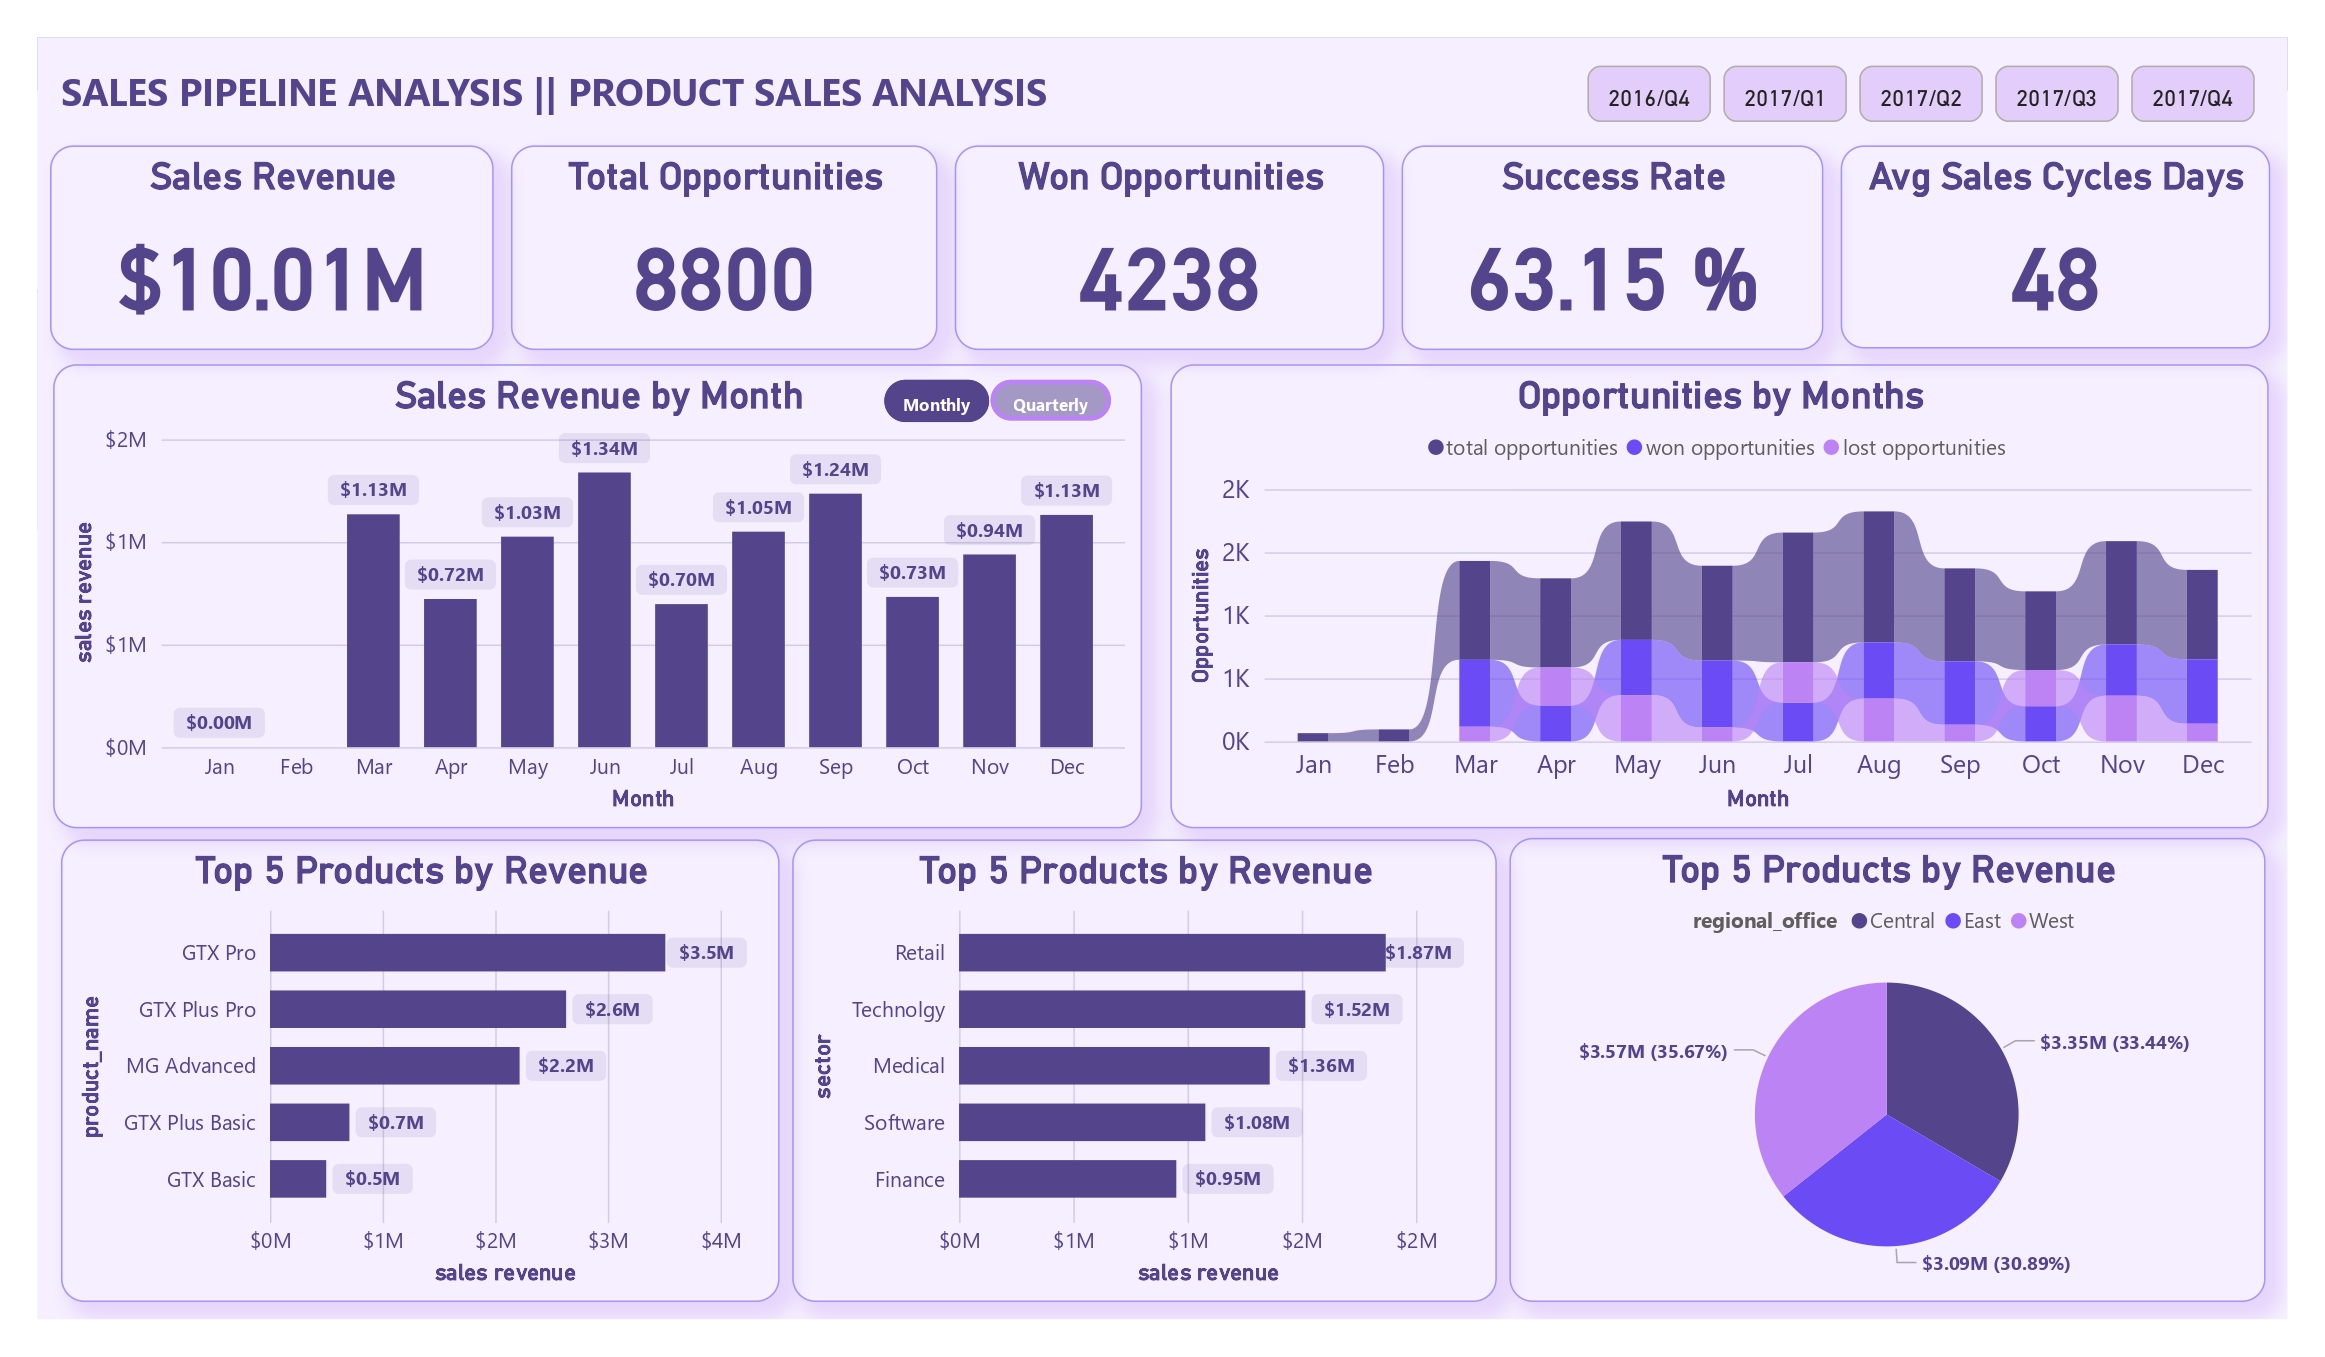 SALES PIPELINE ANALYSIS || PRODUCT SALES ANALYSIS
2016/Q4 2017/Q1 2017/Q2 2017/Q3 2017/Q4
Sales Revenue
$10.01M
Total Opportunities
8800
Won Opportunities
4238
Success Rate
63.15 %
Avg Sales Cycles Days
48
Sales Revenue by Month
Monthly Quarterly
sales revenue
$2M
$1M
$1M
$0M
$0.00M
$1.13M
$0.72M
$1.03M
$1.34M
$0.70M
$1.05M
$1.24M
$0.73M
$0.94M
$1.13M
Jan Feb Mar Apr May Jun Jul Aug Sep Oct Nov Dec
Month
Opportunities by Months
total opportunities won opportunities lost opportunities
Opportunities
2K
2K
1K
1K
0K
Jan Feb Mar Apr May Jun Jul Aug Sep Oct Nov Dec
Month
Top 5 Products by Revenue
product_name
GTX Pro $3.5M
GTX Plus Pro $2.6M
MG Advanced $2.2M
GTX Plus Basic $0.7M
GTX Basic $0.5M
$0M $1M $2M $3M $4M
sales revenue
Top 5 Products by Revenue
sector
Retail $1.87M
Technolgy $1.52M
Medical $1.36M
Software $1.08M
Finance $0.95M
$0M $1M $1M $2M $2M
sales revenue
Top 5 Products by Revenue
regional_office Central East West
$3.57M (35.67%)
$3.35M (33.44%)
$3.09M (30.89%)